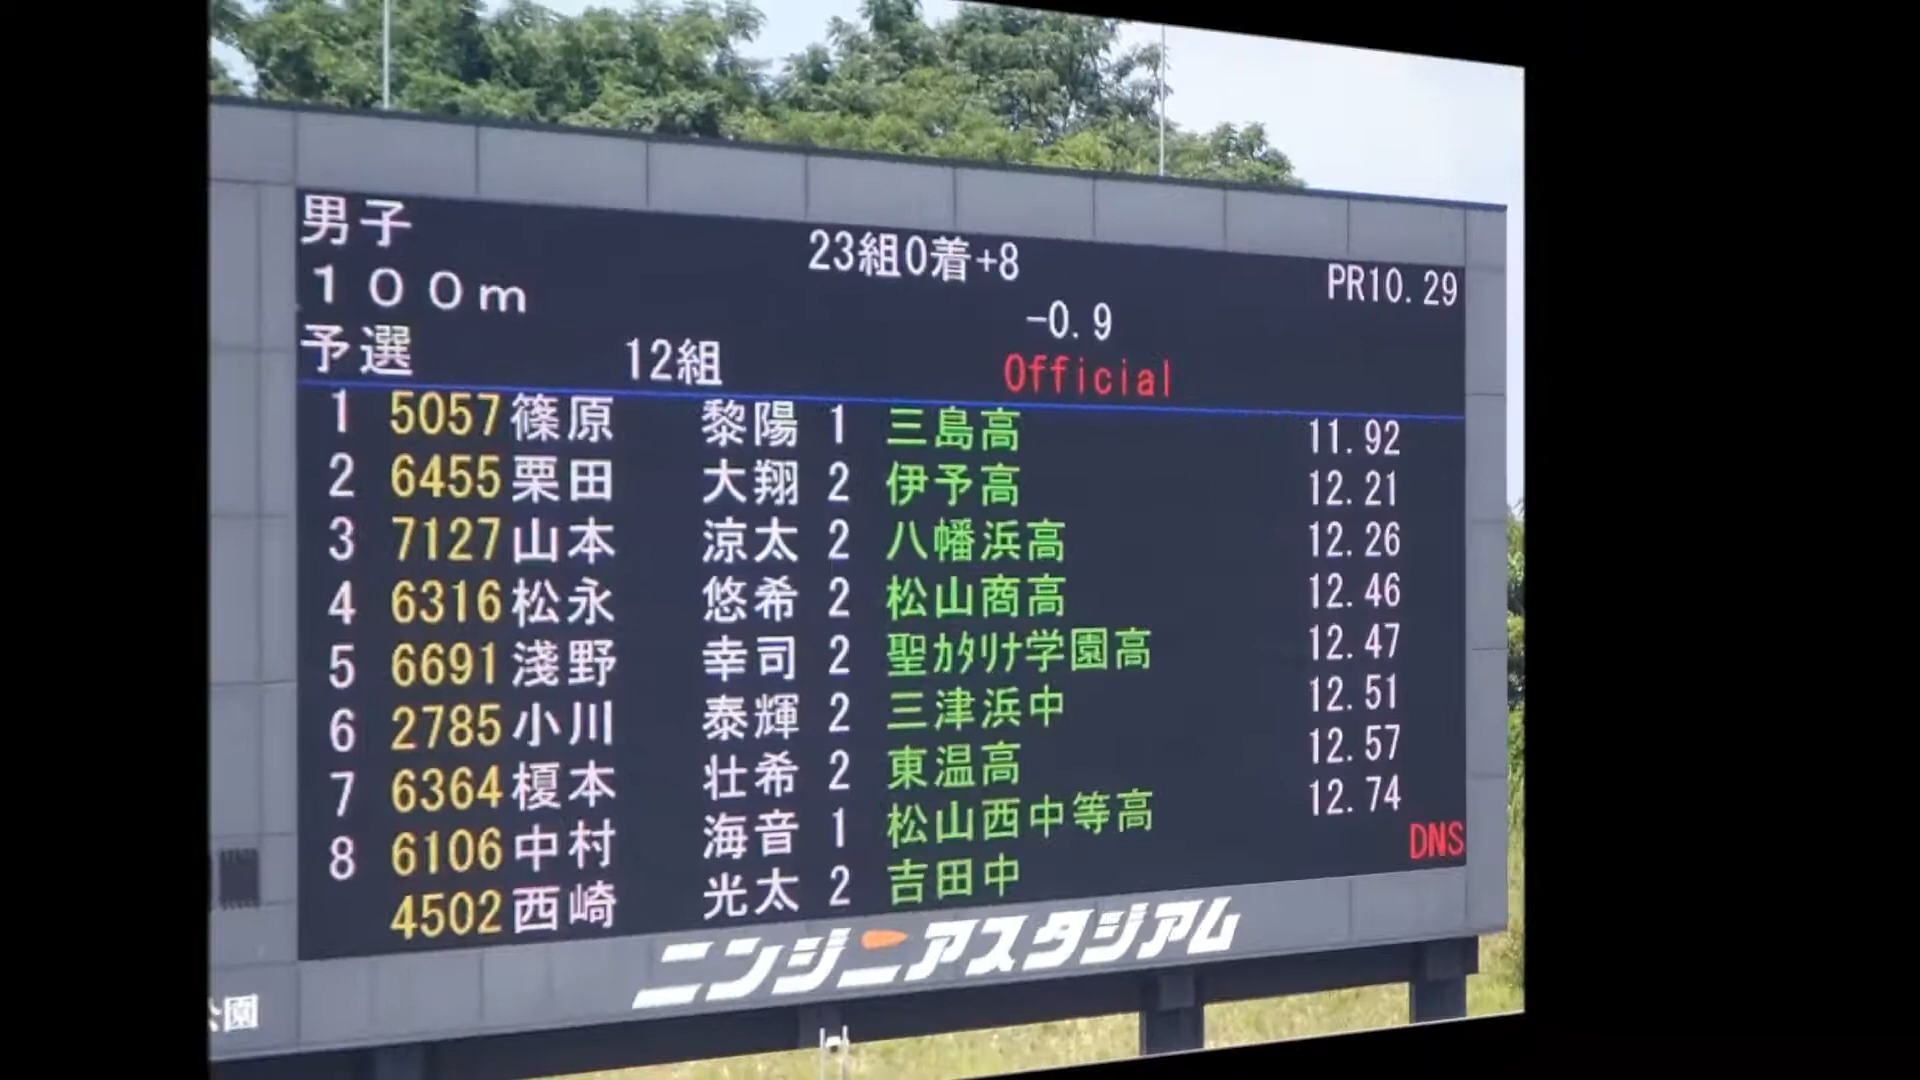 男子
23組0着+8
PR10.29
100m
-0.9
予選 12組 Official
1 5057 篠原 黎陽 1 三島高 11.92
2 6455 栗田 大翔 2 伊予高 12.21
3 7127 山本 涼太 2 八幡浜高 12.26
4 6316 松永 悠希 2 松山商高 12.46
5 6691 淺野 幸司 2 聖ｶﾀﾘﾅ学園高 12.47
6 2785 小川 泰輝 2 三津浜中 12.51
7 6364 榎本 壮希 2 東温高 12.57
8 6106 中村 海音 1 松山西中等高 12.74
4502 西崎 光太 2 吉田中 DNS
ニンジニアスタジアム
公園